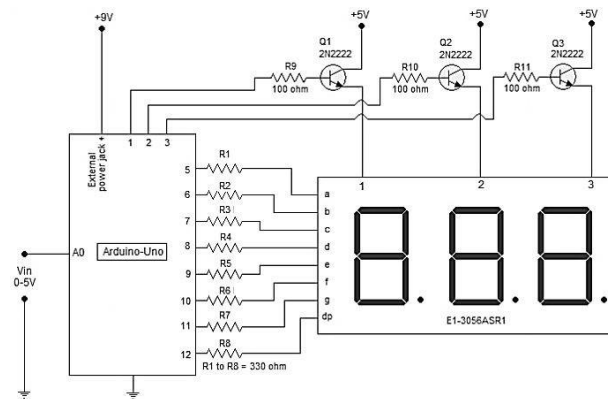 +9V
+5V
+5V
+5V
Q1
2N2222
Q2
2N2222
Q3
2N2222
R9
100 ohm
R10
100 ohm
R11
100 ohm
External
power jack +
1
2
3
A0
Arduino-Uno
Vin
0-5V
5
6
7
8
9
10
11
12
R1
R2
R3
R4
R5
R6
R7
R8
R1 to R8 = 330 ohm
1
2
3
a
b
c
d
e
f
g
dp
E1-3056ASR1